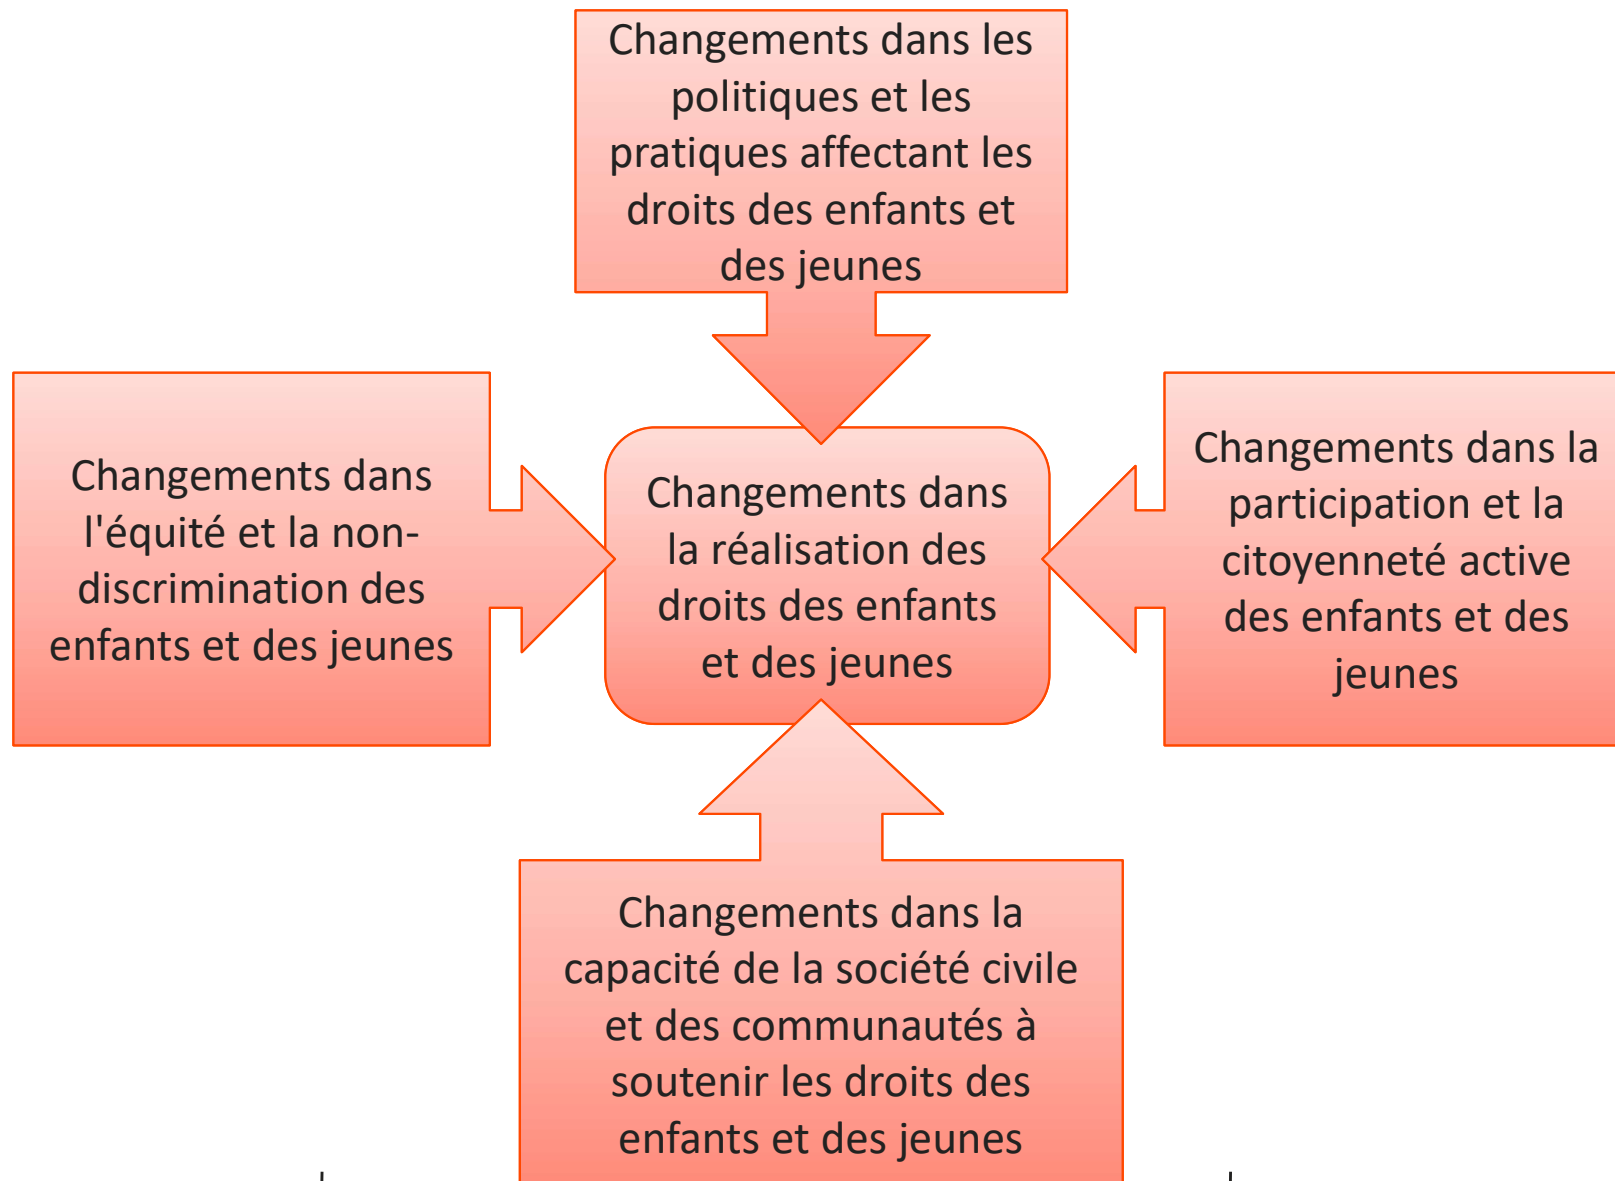 Changements dans les
politiques et les
pratiques affectant les
droits des enfants et
des jeunes
Changements dans
l'équité et la non-
discrimination des
enfants et des jeunes
Changements dans
la réalisation des
droits des enfants
et des jeunes
Changements dans la
participation et la
citoyenneté active
des enfants et des
jeunes
Changements dans la
capacité de la société civile
et des communautés à
soutenir les droits des
enfants et des jeunes